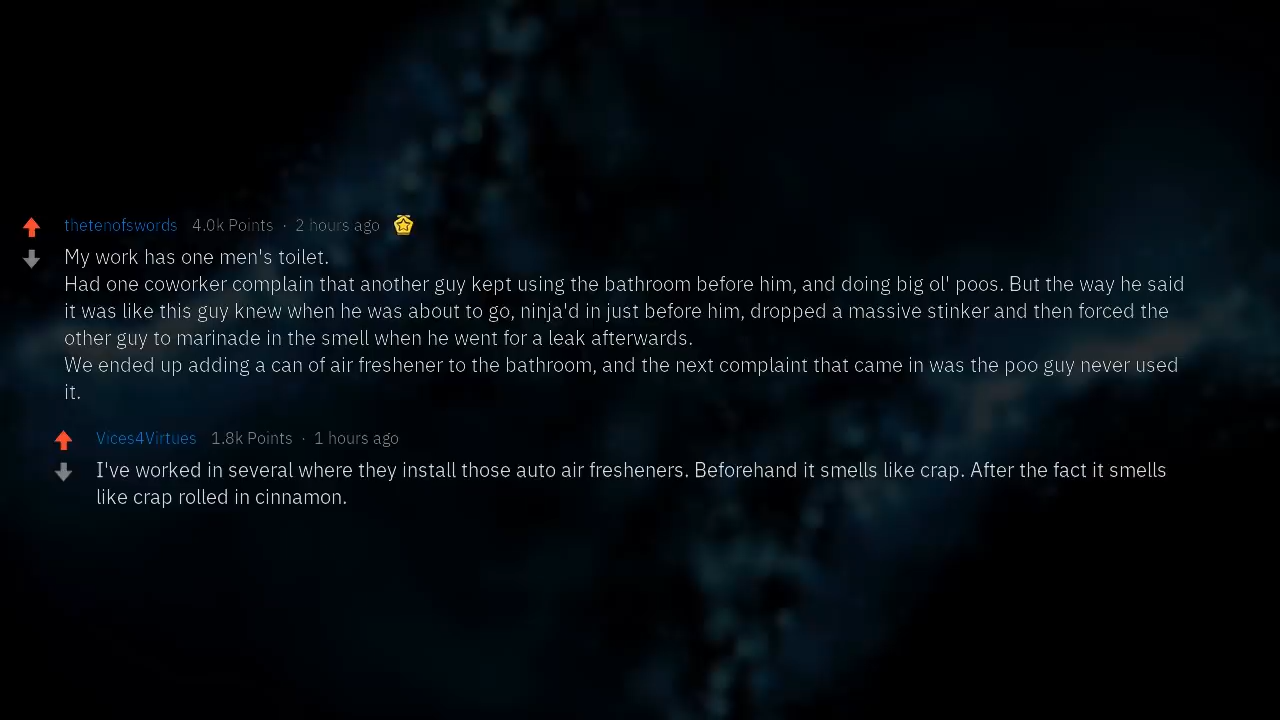 thetenofswords 4.0k Points · 2 hours ago
My work has one men's toilet.
Had one coworker complain that another guy kept using the bathroom before him, and doing big ol' poos. But the way he said
it was like this guy knew when he was about to go, ninja'd in just before him, dropped a massive stinker and then forced the
other guy to marinade in the smell when he went for a leak afterwards.
We ended up adding a can of air freshener to the bathroom, and the next complaint that came in was the poo guy never used
it.
Vices4Virtues 1.8k Points · 1 hours ago
I've worked in several where they install those auto air fresheners. Beforehand it smells like crap. After the fact it smells
like crap rolled in cinnamon.